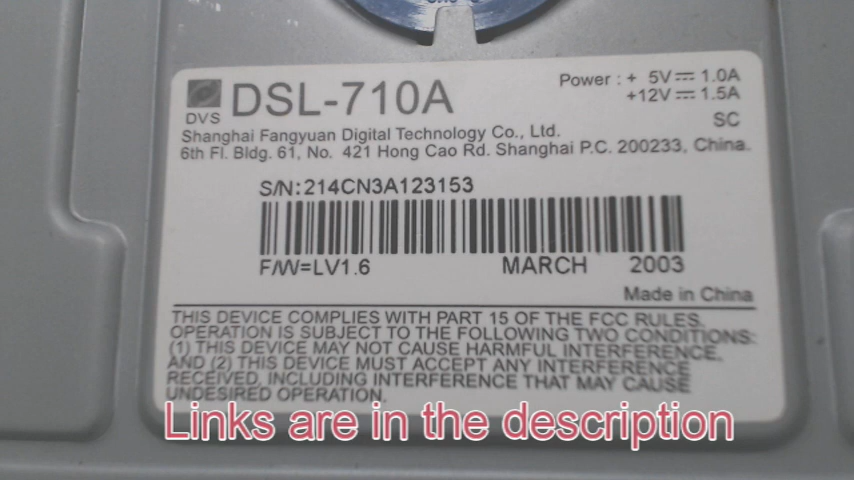 DVS
DSL-710A
Power : + 5V⎓1.0A
+12V⎓1.5A
SC
Shanghai Fangyuan Digital Technology Co., Ltd.
6th Fl. Bldg. 61, No. 421 Hong Cao Rd. Shanghai P.C. 200233, China.
S/N:214CN3A123153
F/W=LV1.6 MARCH 2003
Made in China
THIS DEVICE COMPLIES WITH PART 15 OF THE FCC RULES.
OPERATION IS SUBJECT TO THE FOLLOWING TWO CONDITIONS:
(1) THIS DEVICE MAY NOT CAUSE HARMFUL INTERFERENCE,
AND (2) THIS DEVICE MUST ACCEPT ANY INTERFERENCE
RECEIVED, INCLUDING INTERFERENCE THAT MAY CAUSE
UNDESIRED OPERATION.
Links are in the description